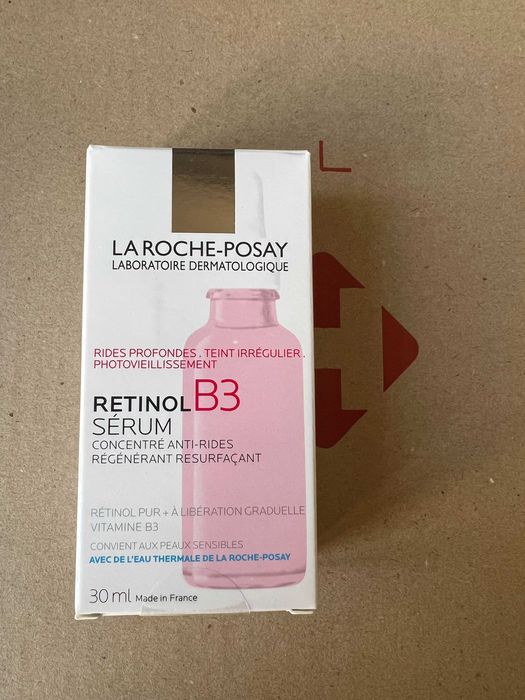 LA ROCHE-POSAY
LABORATOIRE DERMATOLOGIQUE
RIDES PROFONDES . TEINT IRRÉGULIER .
PHOTOVIEILLISSEMENT
RETINOL B3
SÉRUM
CONCENTRÉ ANTI-RIDES
RÉGÉNÉRANT RESURFAÇANT
RÉTINOL PUR + À LIBÉRATION GRADUELLE
VITAMINE B3
CONVIENT AUX PEAUX SENSIBLES
AVEC DE L'EAU THERMALE DE LA ROCHE-POSAY
30 ml Made in France